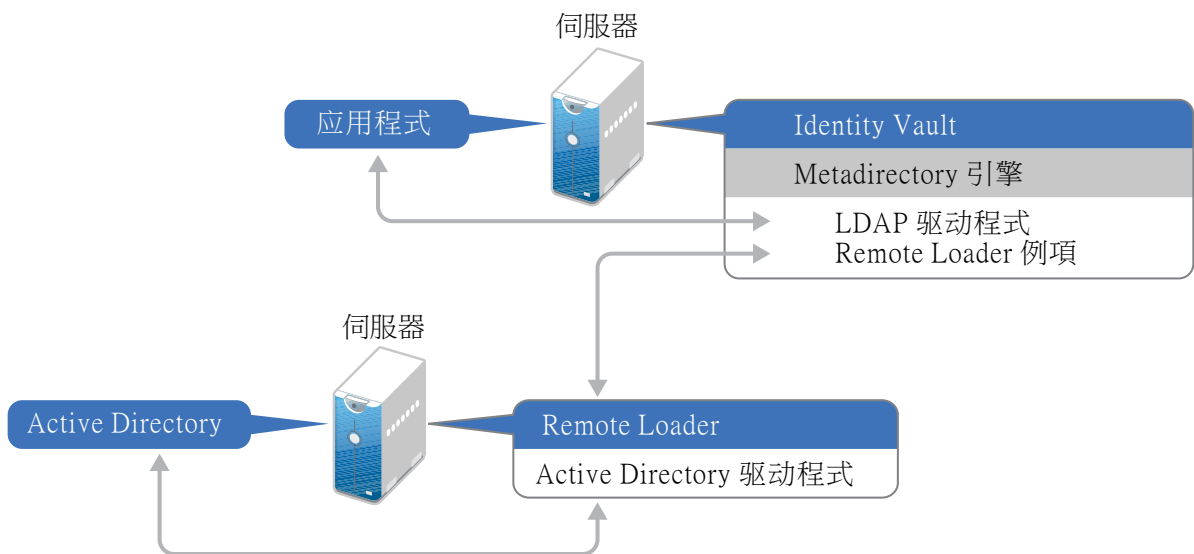 伺服器
应用程式
Identity Vault
Metadirectory 引擎
LDAP 驱动程式
Remote Loader 例項
伺服器
Active Directory
Remote Loader
Active Directory 驱动程式